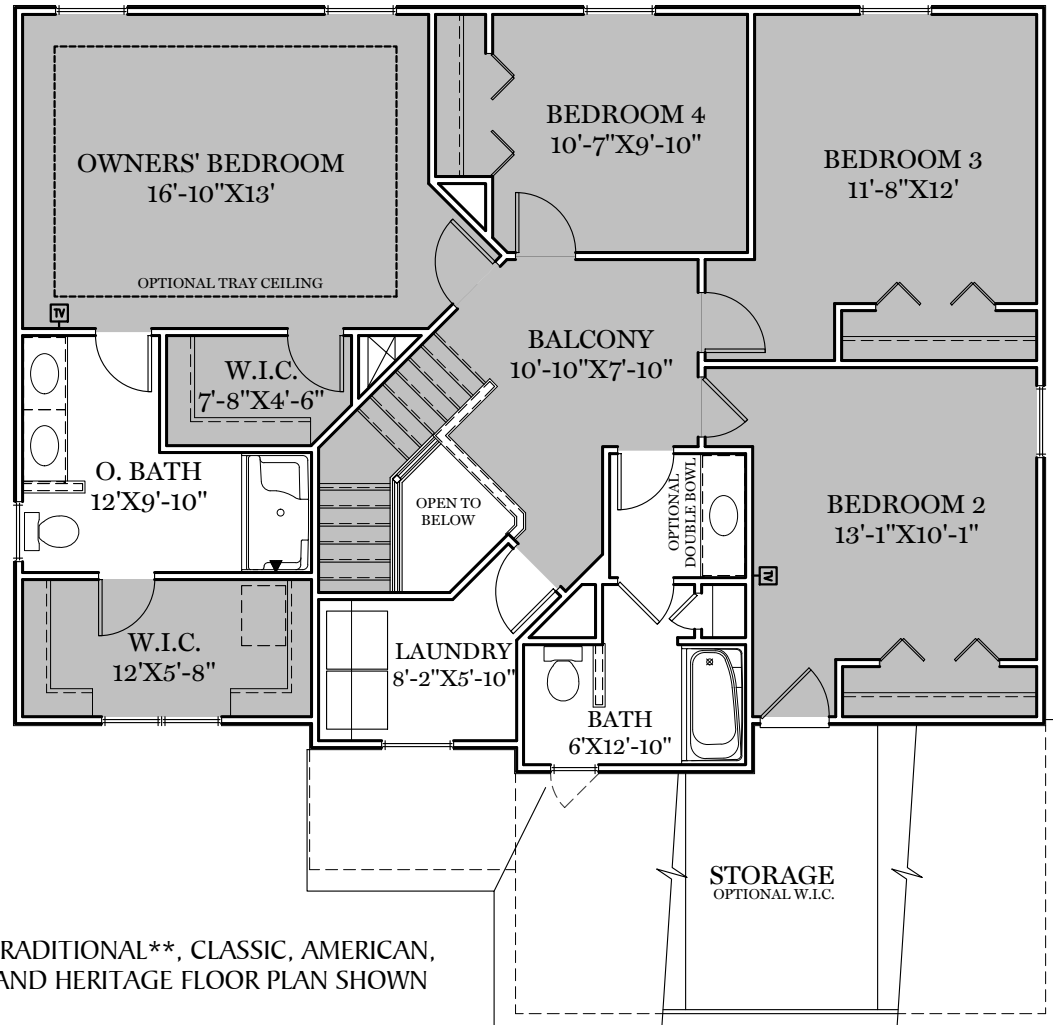 OWNERS' BEDROOM
16'-10"X13'
OPTIONAL TRAY CEILING
TV
BEDROOM 4
10'-7"X9'-10"
BEDROOM 3
11'-8"X12'
BALCONY
10'-10"X7'-10"
W.I.C.
7'-8"X4'-6"
O. BATH
12'X9'-10"
OPEN TO
BELOW
OPTIONAL
DOUBLE BOWL
BEDROOM 2
13'-1"X10'-1"
TV
W.I.C.
12'X5'-8"
LAUNDRY
8'-2"X5'-10"
BATH
6'X12'-10"
STORAGE
OPTIONAL W.I.C.
RADITIONAL**, CLASSIC, AMERICAN,
AND HERITAGE FLOOR PLAN SHOWN